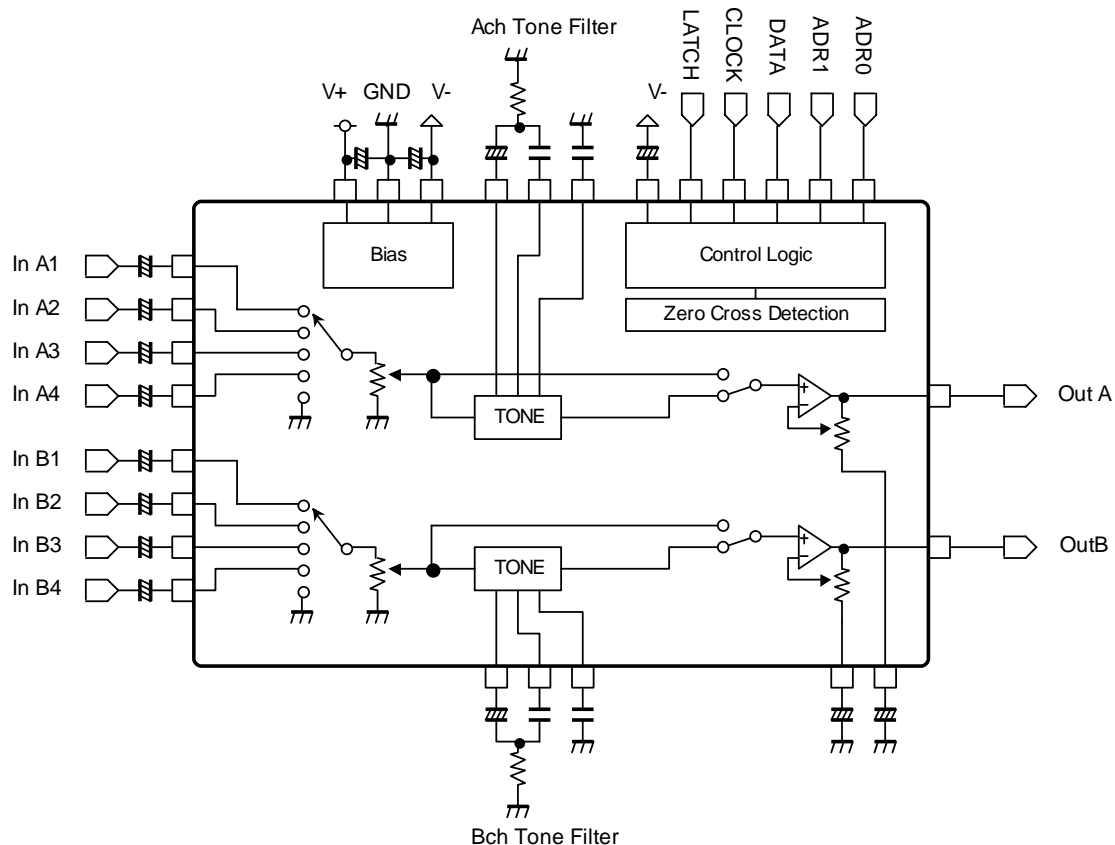 Ach Tone Filter
LATCH
CLOCK
DATA
ADR1
ADR0
V+
GND
V-
V-
Bias
Control Logic
Zero Cross Detection
In A1
In A2
In A3
In A4
TONE
+
-
Out A
In B1
In B2
In B3
In B4
TONE
+
-
OutB
Bch Tone Filter